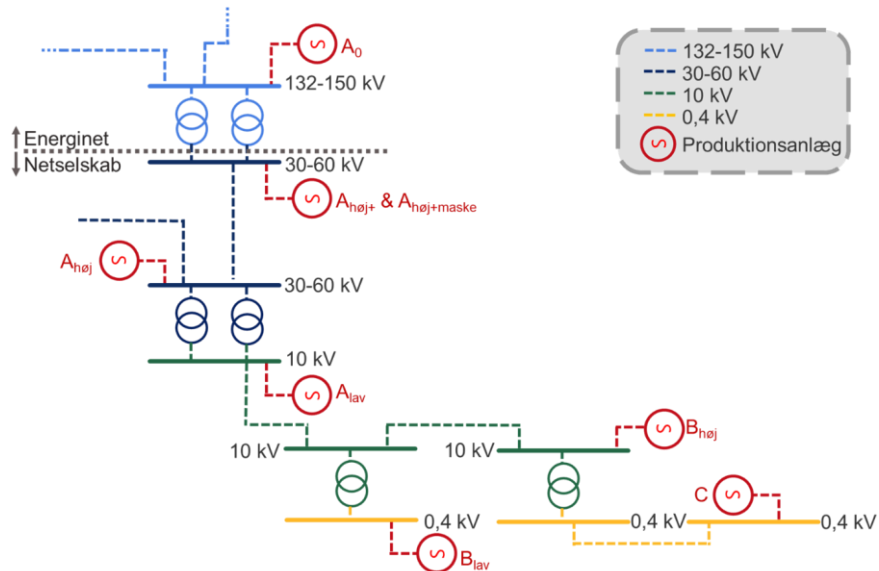 A0
132-150 kV
Energinet
Netselskab
30-60 kV
Ahøj+ & Ahøj+maske
Ahøj
30-60 kV
10 kV
Alav
10 kV
10 kV
Bhøj
0,4 kV
Blav
C
0,4 kV
0,4 kV
132-150 kV
30-60 kV
10 kV
0,4 kV
Produktionsanlæg